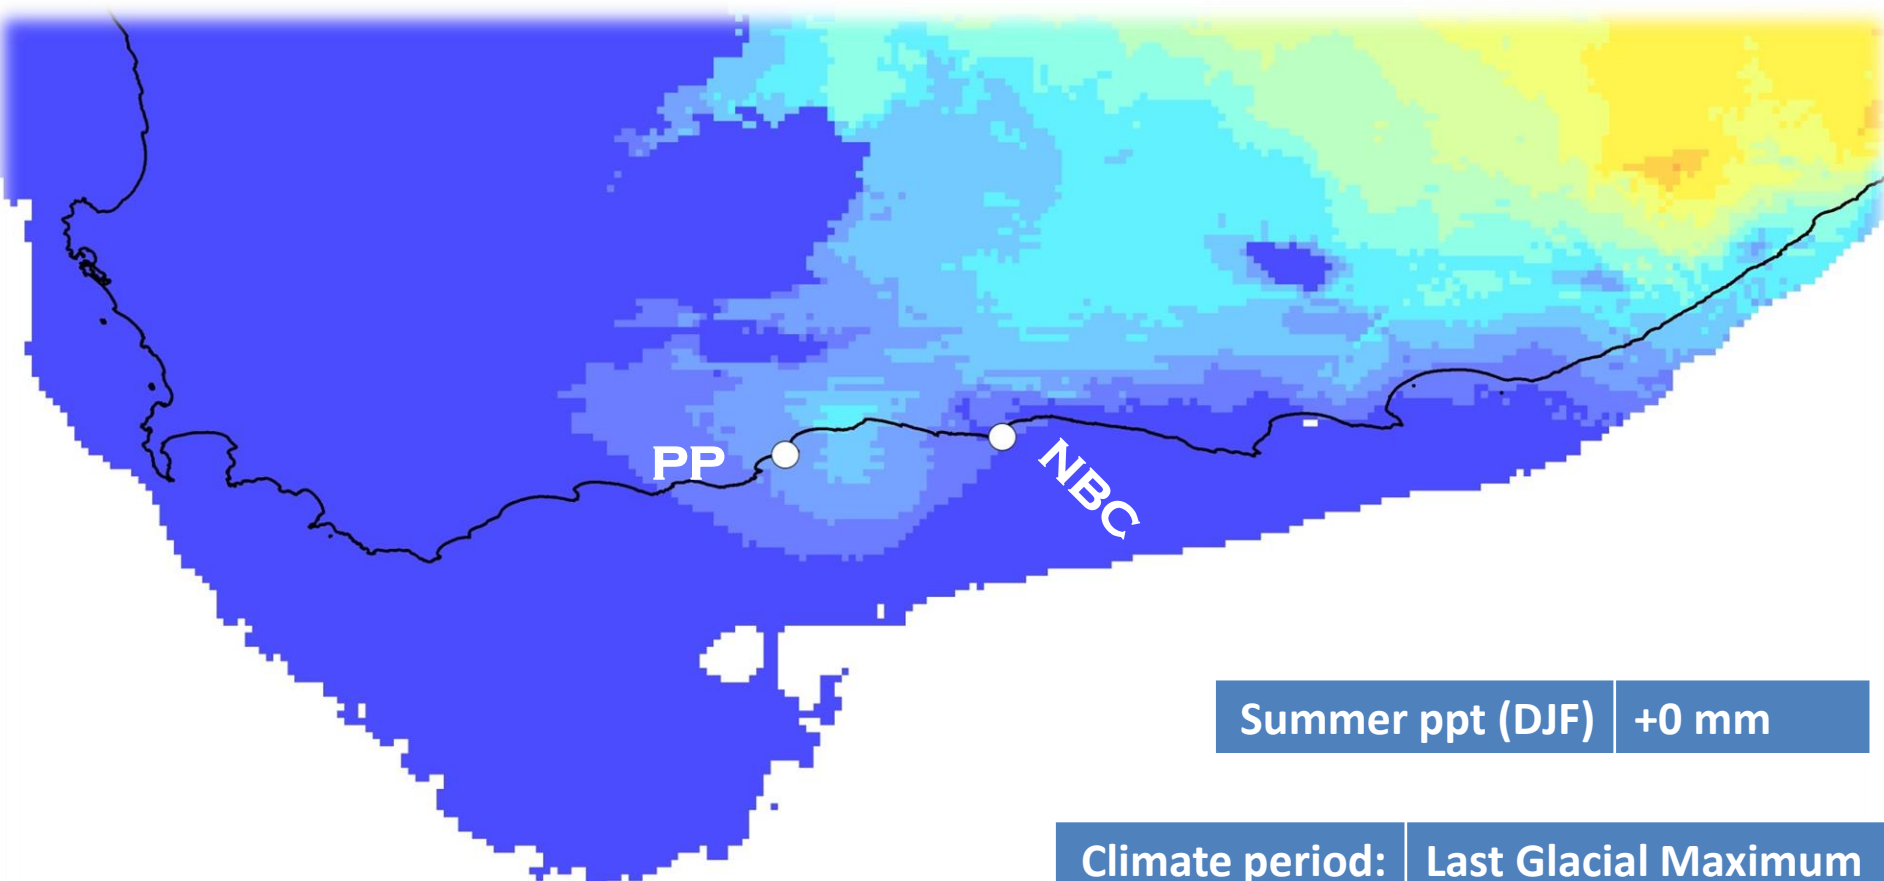 PP
NBC
Summer ppt (DJF) +0 mm
Climate period: Last Glacial Maximum